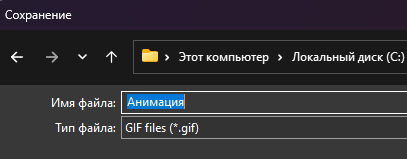 Сохранение
Этот компьютер > Локальный диск (C:)
Имя файла: Анимация
Тип файла: GIF files (*.gif)